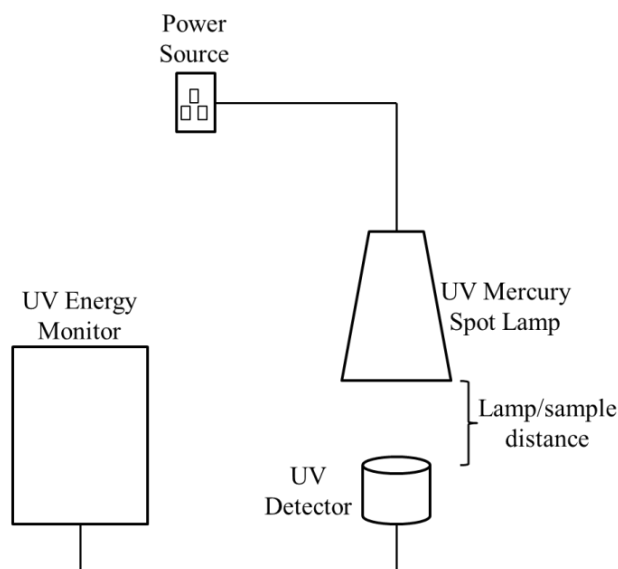 Power
Source
UV Energy
Monitor
UV Mercury
Spot Lamp
Lamp/sample
distance
UV
Detector